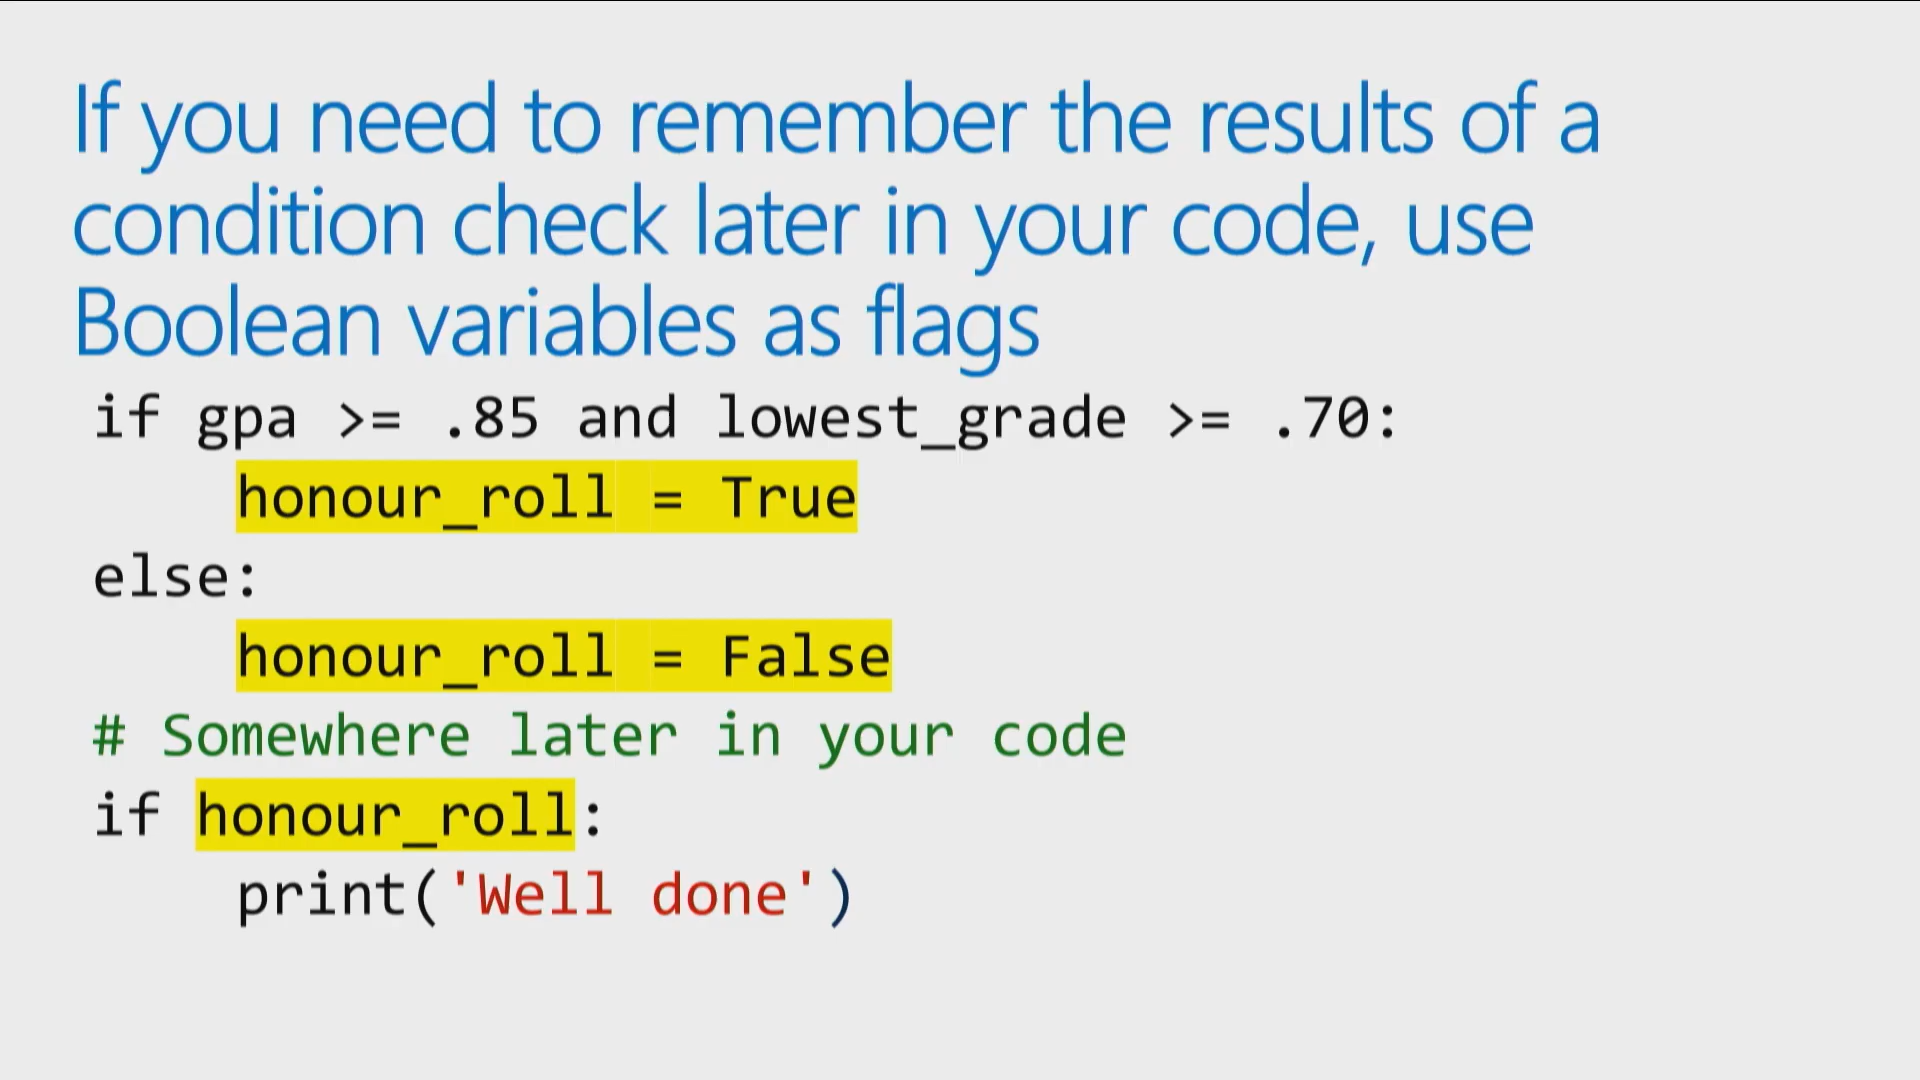 If you need to remember the results of a
condition check later in your code, use
Boolean variables as flags
if gpa >= .85 and lowest_grade >= .70:
    honour_roll = True
else:
    honour_roll = False
# Somewhere later in your code
if honour_roll:
    print('Well done')